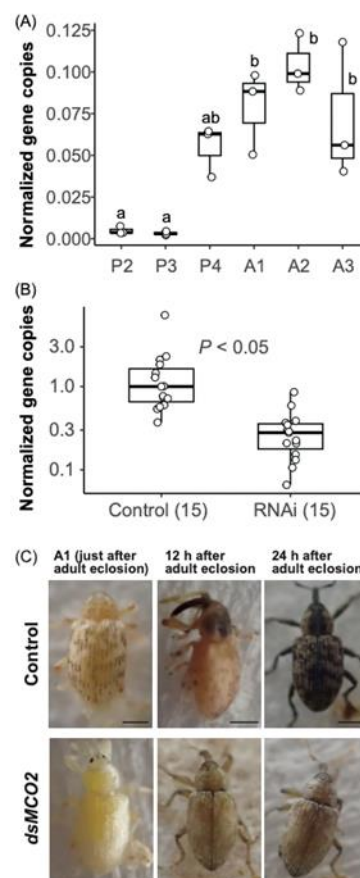 (A)
Normalized gene copies
0.125
0.100
0.075
0.050
0.025
0.000
a
a
ab
b
b
b
P2 P3 P4 A1 A2 A3
(B)
Normalized gene copies
3.0
1.0
0.3
0.1
P < 0.05
Control (15) RNAi (15)
(C)
A1 (just after adult eclosion)
12 h after adult eclosion
24 h after adult eclosion
Control
dsMCO2